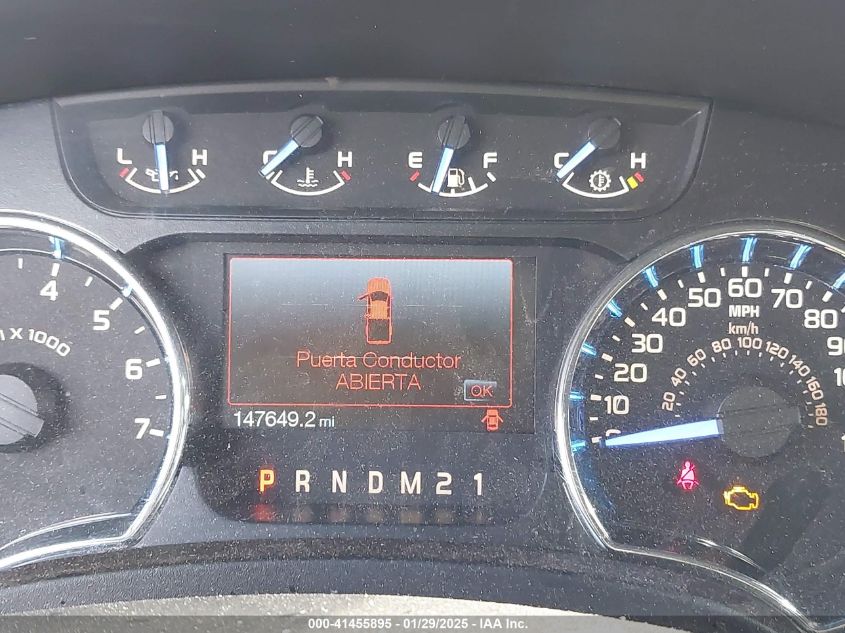 L H C H E F C H
4 5 6 7
X 1000
Puerta Conductor
ABIERTA
OK
147649.2 mi
P R N D M 2 1
0 10 20 30 40 50 60 70 80
MPH
km/h
20 40 60 80 100 120 140 160 180
000-41455895 - 01/29/2025 - IAA Inc.